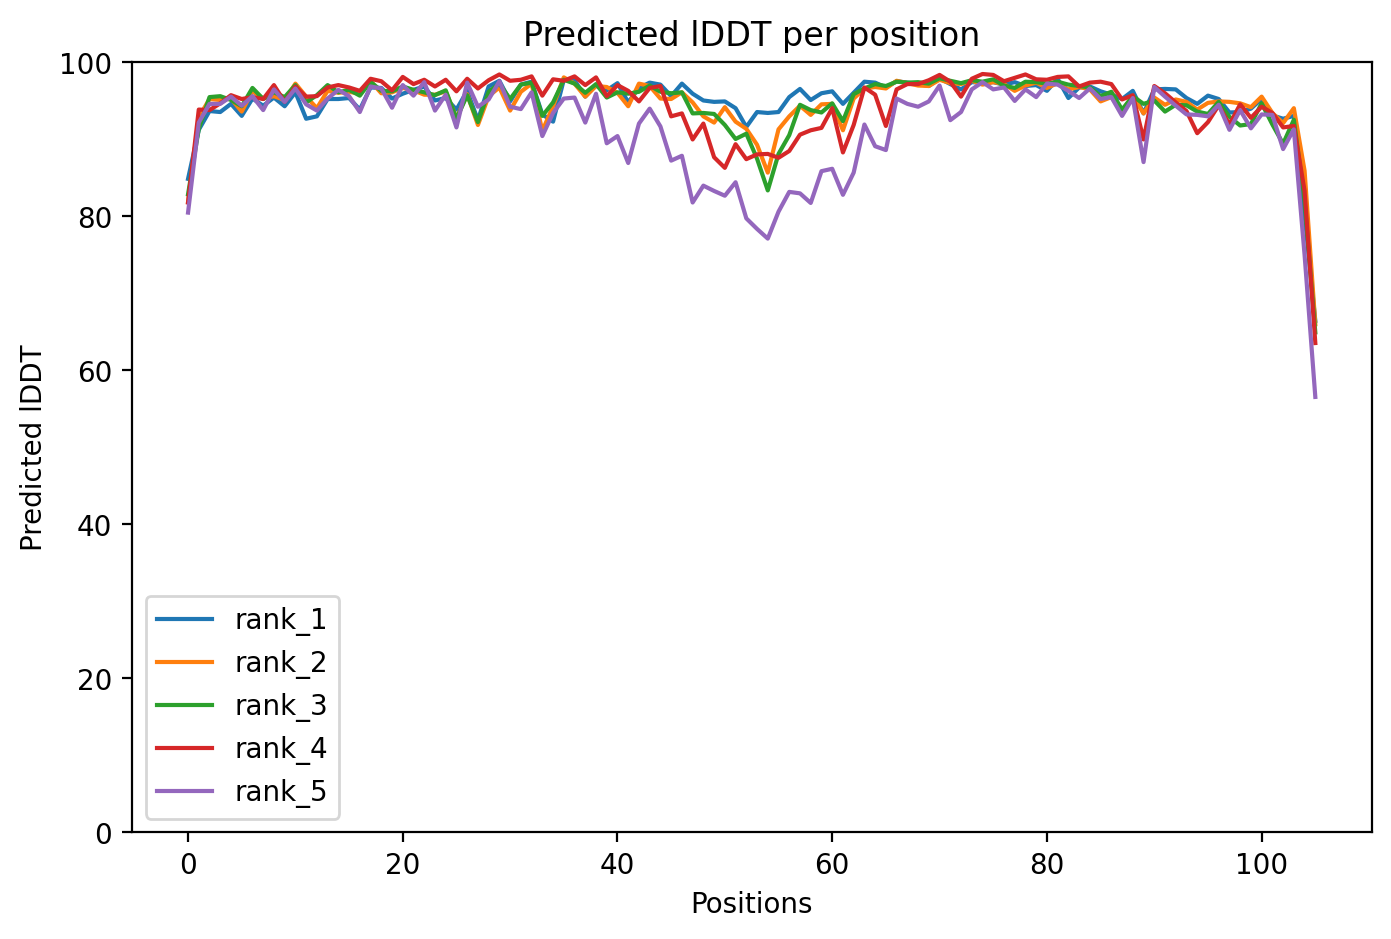 Predicted lDDT per position
100
80
60
40
20
0
Predicted lDDT
rank_1
rank_2
rank_3
rank_4
rank_5
0 20 40 60 80 100
Positions